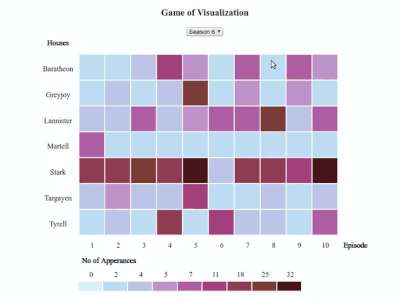 Game of Visualization
Season 6
Houses
Baratheon
Greyjoy
Lannister
Martell
Stark
Targayen
Tyrell
1 2 3 4 5 6 7 8 9 10 Episode
No of Apperances
0 2 4 5 7 11 18 25 32